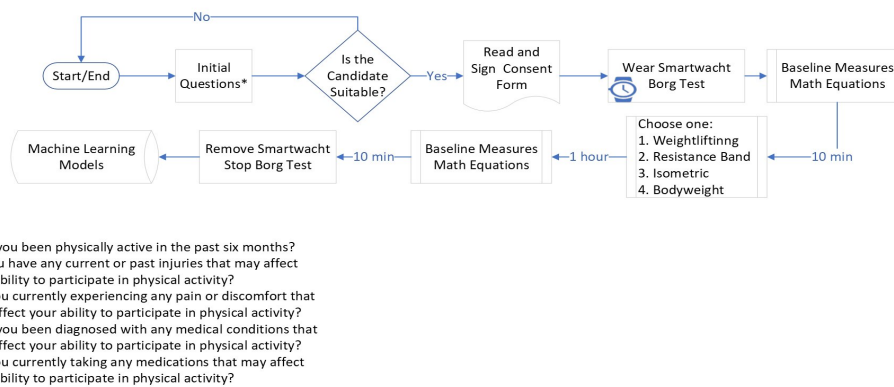 No
Start/End
Initial
Questions*
Is the
Candidate
Suitable?
Yes
Read and
Sign Consent
Form
Wear Smartwacht
Borg Test
Baseline Measures
Math Equations
10 min
Choose one:
1. Weightliftinng
2. Resistance Band
3. Isometric
4. Bodyweight
1 hour
Baseline Measures
Math Equations
10 min
Remove Smartwacht
Stop Borg Test
Machine Learning
Models
you been physically active in the past six months?
have any current or past injuries that may affect
to participate in physical activity?
currently experiencing any pain or discomfort that
your ability to participate in physical activity?
you been diagnosed with any medical conditions that
your ability to participate in physical activity?
currently taking any medications that may affect
to participate in physical activity?